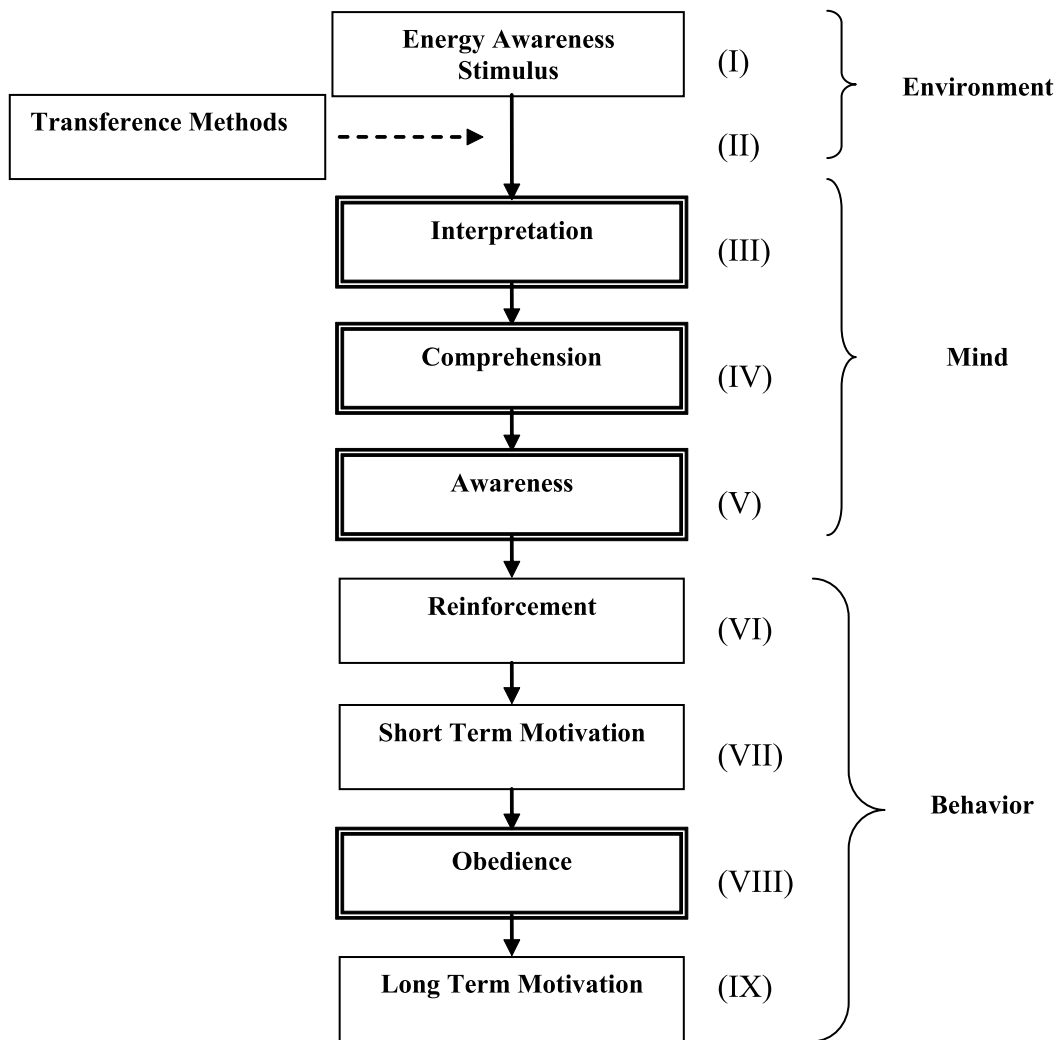 Energy Awareness
Stimulus
(I)
Environment
Transference Methods
(II)
Interpretation
(III)
Comprehension
(IV)
Mind
Awareness
(V)
Reinforcement
(VI)
Short Term Motivation
(VII)
Behavior
Obedience
(VIII)
Long Term Motivation
(IX)